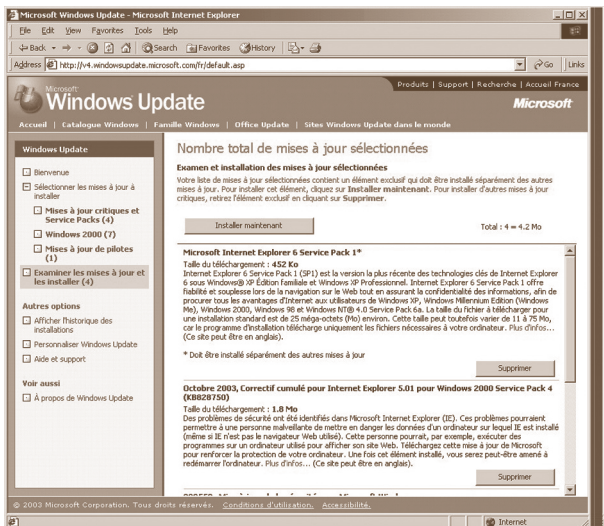 Microsoft Windows Update - Microsoft Internet Explorer
File Edit View Favorites Tools Help
Back Search Favorites History
Address http://v4.windowsupdate.microsoft.com/fr/default.asp Go Links
Produits | Support | Recherche | Accueil France
Microsoft
Windows Update
Microsoft
Accueil | Catalogue Windows | Famille Windows | Office Update | Sites Windows Update dans le monde
Windows Update
Bienvenue
Sélectionner les mises à jour à
installer
Mises à jour critiques et
Service Packs (4)
Windows 2000 (7)
Mises à jour de pilotes
(1)
Examiner les mises à jour et
les installer (4)
Autres options
Afficher l'historique des
installations
Personnaliser Windows Update
Aide et support
Voir aussi
À propos de Windows Update
Nombre total de mises à jour sélectionnées
Examen et installation des mises à jour sélectionnées
Votre liste de mises à jour sélectionnées contient un élément exclusif qui doit être installé séparément des autres
mises à jour. Pour installer cet élément, cliquez sur Installer maintenant. Pour installer d'autres mises à jour
critiques, retirez l'élément exclusif en cliquant sur Supprimer.
Installer maintenant
Total : 4 = 4.2 Mo
Microsoft Internet Explorer 6 Service Pack 1*
Taille du téléchargement : 452 Ko
Internet Explorer 6 Service Pack 1 (SP1) est la version la plus récente des technologies clés de Internet Explorer
6 sous Windows® XP Édition familiale et Windows XP Professionnel. Internet Explorer 6 Service Pack 1 offre
fiabilité et souplesse lors de la navigation sur le Web tout en assurant la confidentialité des informations, afin de
procurer tous les avantages d'Internet aux utilisateurs de Windows XP, Windows Millennium Edition (Windows
Me), Windows 2000, Windows 98 et Windows NT® 4.0 Service Pack 6a. La taille du fichier à télécharger pour
une installation standard est de 25 méga-octets (Mo) environ. Cette taille peut toutefois varier de 11 à 75 Mo,
car le programme d'installation télécharge uniquement les fichiers nécessaires à votre ordinateur. Plus d'infos...
(Ce site peut être en anglais).
* Doit être installé séparément des autres mises à jour
Supprimer
Octobre 2003, Correctif cumulé pour Internet Explorer 5.01 pour Windows 2000 Service Pack 4
(KB828750)
Taille du téléchargement : 1.8 Mo
Des problèmes de sécurité ont été identifiés dans Microsoft Internet Explorer (IE). Ces problèmes pourraient
permettre à une personne malveillante de mettre en danger les données d'un ordinateur sur lequel IE est installé
(même si IE n'est pas le navigateur Web utilisé). Cette personne pourrait, par exemple, exécuter des
programmes sur un ordinateur utilisé pour afficher son site Web. Téléchargez cette mise à jour de Microsoft
pour renforcer la protection de votre ordinateur. Une fois cet élément installé, vous serez peut-être amené à
redémarrer l'ordinateur. Plus d'infos... (Ce site peut être en anglais).
Supprimer
© 2003 Microsoft Corporation. Tous droits réservés. Conditions d'utilisation. Accessibilité.
Internet